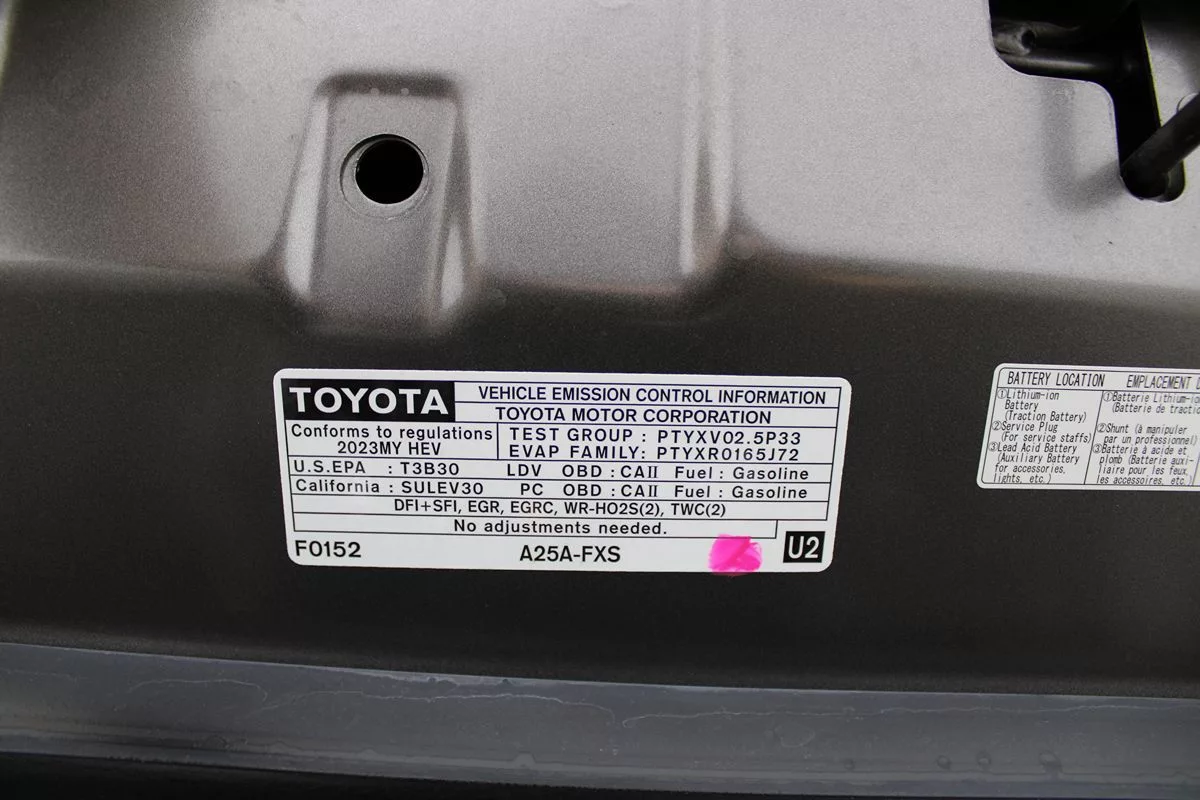 TOYOTA VEHICLE EMISSION CONTROL INFORMATION
TOYOTA MOTOR CORPORATION
Conforms to regulations
2023MY HEV
TEST GROUP : PTYXV02.5P33
EVAP FAMILY: PTYXR0165J72
U.S.EPA : T3B30 LDV OBD : CAII Fuel : Gasoline
California : SULEV30 PC OBD : CAII Fuel : Gasoline
DFI+SFI, EGR, EGRC, WR-HO2S(2), TWC(2)
No adjustments needed.
F0152 A25A-FXS U2
BATTERY LOCATION
①Lithium-ion
Battery
(Traction Battery)
②Service Plug
(For service staffs)
③Lead Acid Battery
(Auxiliary Battery
for accessories,
lights, etc.)
EMPLACEMENT
①Batterie
(Batterie de
②Shunt (à manipuler
par un professionnel)
③Batterie à acide et
plomb (Batterie auxi-
liaire pour les feux,
les accessoires, etc.